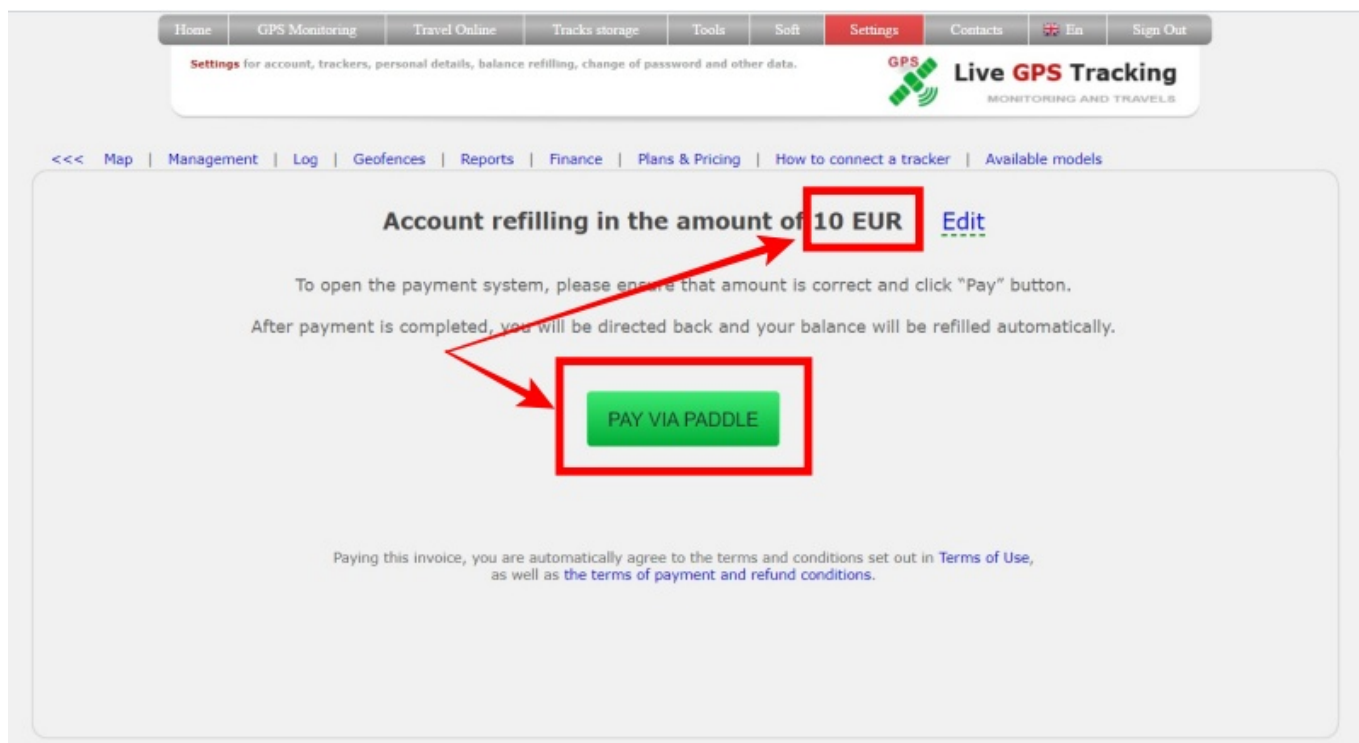 Home GPS Monitoring Travel Online Tracks storage Tools Soft Settings Contacts En Sign Out
Settings for account, trackers, personal details, balance refilling, change of password and other data.
GPS
Live GPS Tracking
MONITORING AND TRAVELS
<<< Map | Management | Log | Geofences | Reports | Finance | Plans & Pricing | How to connect a tracker | Available models
Account refilling in the amount of 10 EUR Edit
To open the payment system, please ensure that amount is correct and click “Pay” button.
After payment is completed, you will be directed back and your balance will be refilled automatically.
PAY VIA PADDLE
Paying this invoice, you are automatically agree to the terms and conditions set out in Terms of Use,
as well as the terms of payment and refund conditions.